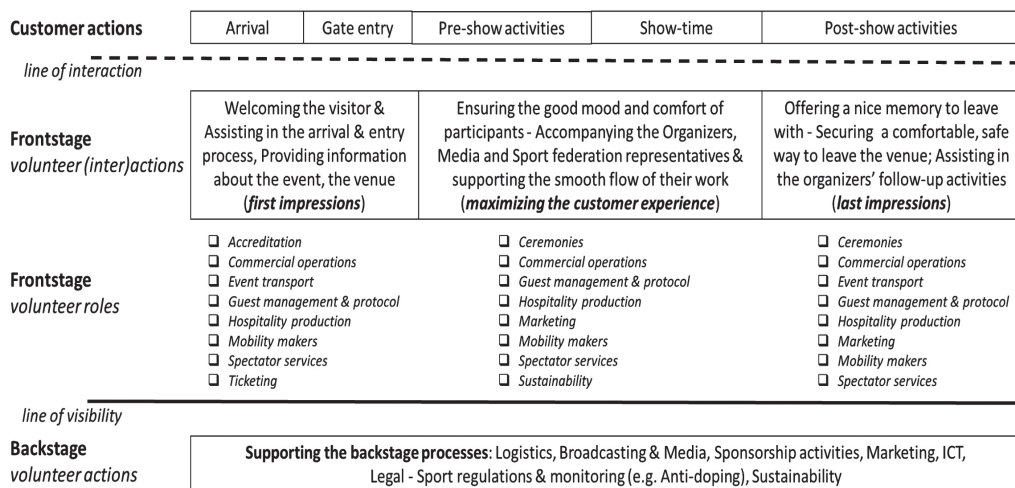 Customer actions
Arrival
Gate entry
Pre-show activities
Show-time
Post-show activities
line of interaction
Frontstage
volunteer (inter)actions
Welcoming the visitor &
Assisting in the arrival & entry
process, Providing information
about the event, the venue
(first impressions)
Ensuring the good mood and comfort of
participants - Accompanying the Organizers,
Media and Sport federation representatives &
supporting the smooth flow of their work
(maximizing the customer experience)
Offering a nice memory to leave
with - Securing a comfortable, safe
way to leave the venue; Assisting in
the organizers' follow-up activities
(last impressions)
Frontstage
volunteer roles
Accreditation
Commercial operations
Event transport
Guest management & protocol
Hospitality production
Mobility makers
Spectator services
Ticketing
Ceremonies
Commercial operations
Guest management & protocol
Hospitality production
Marketing
Mobility makers
Spectator services
Sustainability
Ceremonies
Commercial operations
Event transport
Guest management & protocol
Hospitality production
Marketing
Mobility makers
Spectator services
line of visibility
Backstage
volunteer actions
Supporting the backstage processes: Logistics, Broadcasting & Media, Sponsorship activities, Marketing, ICT,
Legal - Sport regulations & monitoring (e.g. Anti-doping), Sustainability